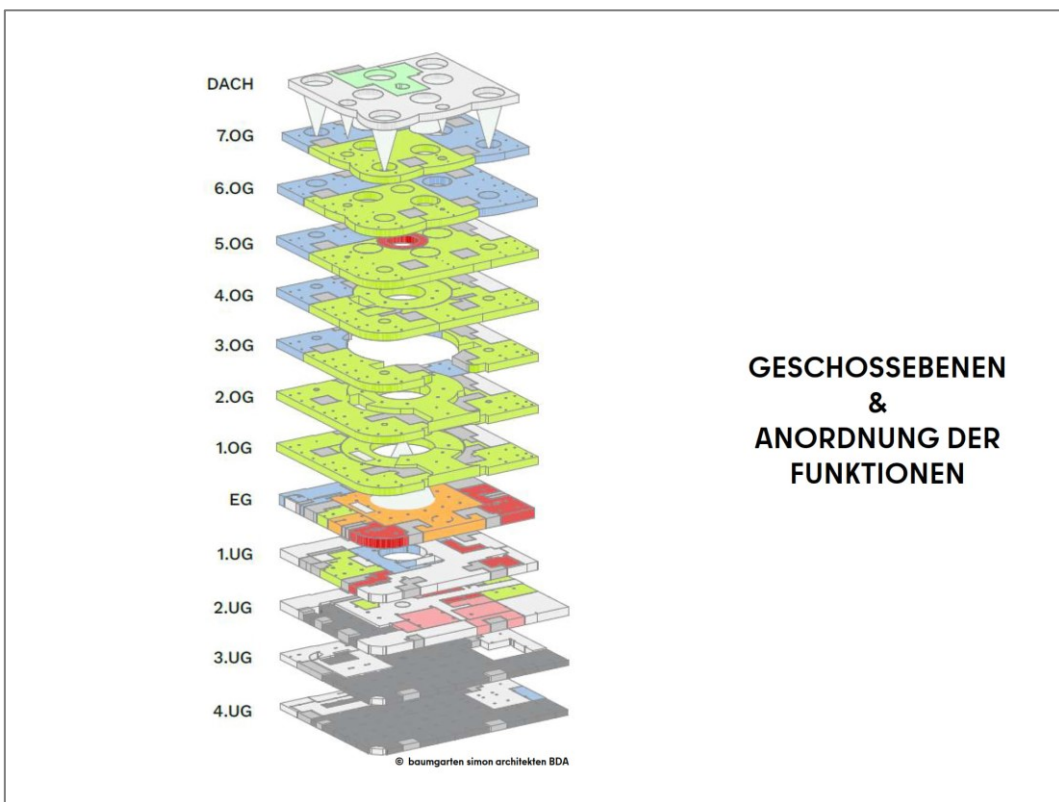 DACH
7.OG
6.OG
5.OG
4.OG
3.OG
2.OG
1.OG
EG
1.UG
2.UG
3.UG
4.UG
© baumgarten simon architekten BDA
GESCHOSSEBENEN
&
ANORDNUNG DER
FUNKTIONEN